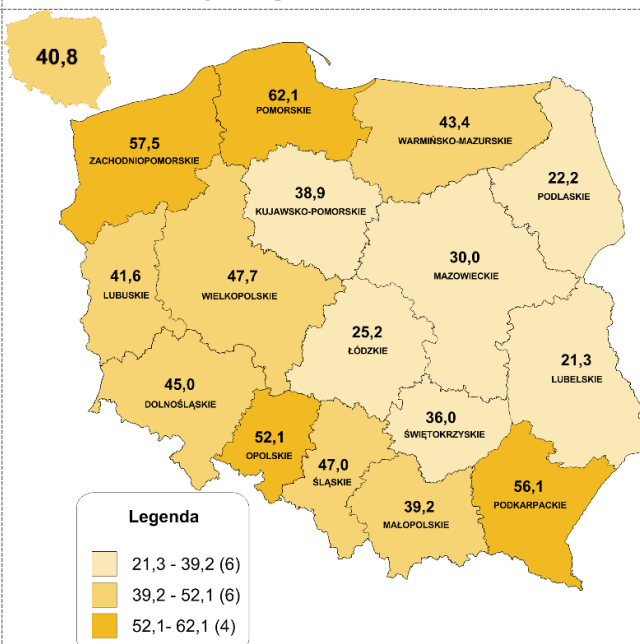 40,8
62,1
POMORSKIE
57,5
ZACHODNIOPOMORSKIE
43,4
WARMIŃSKO-MAZURSKIE
22,2
PODLASKIE
38,9
KUJAWSKO-POMORSKIE
30,0
MAZOWIECKIE
41,6
LUBUSKIE
47,7
WIELKOPOLSKIE
25,2
ŁÓDZKIE
21,3
LUBELSKIE
45,0
DOLNOŚLĄSKIE
36,0
ŚWIĘTOKRZYSKIE
52,1
OPOLSKIE
47,0
ŚLĄSKIE
39,2
MAŁOPOLSKIE
56,1
PODKARPACKIE
Legenda
21,3 - 39,2 (6)
39,2 - 52,1 (6)
52,1- 62,1 (4)